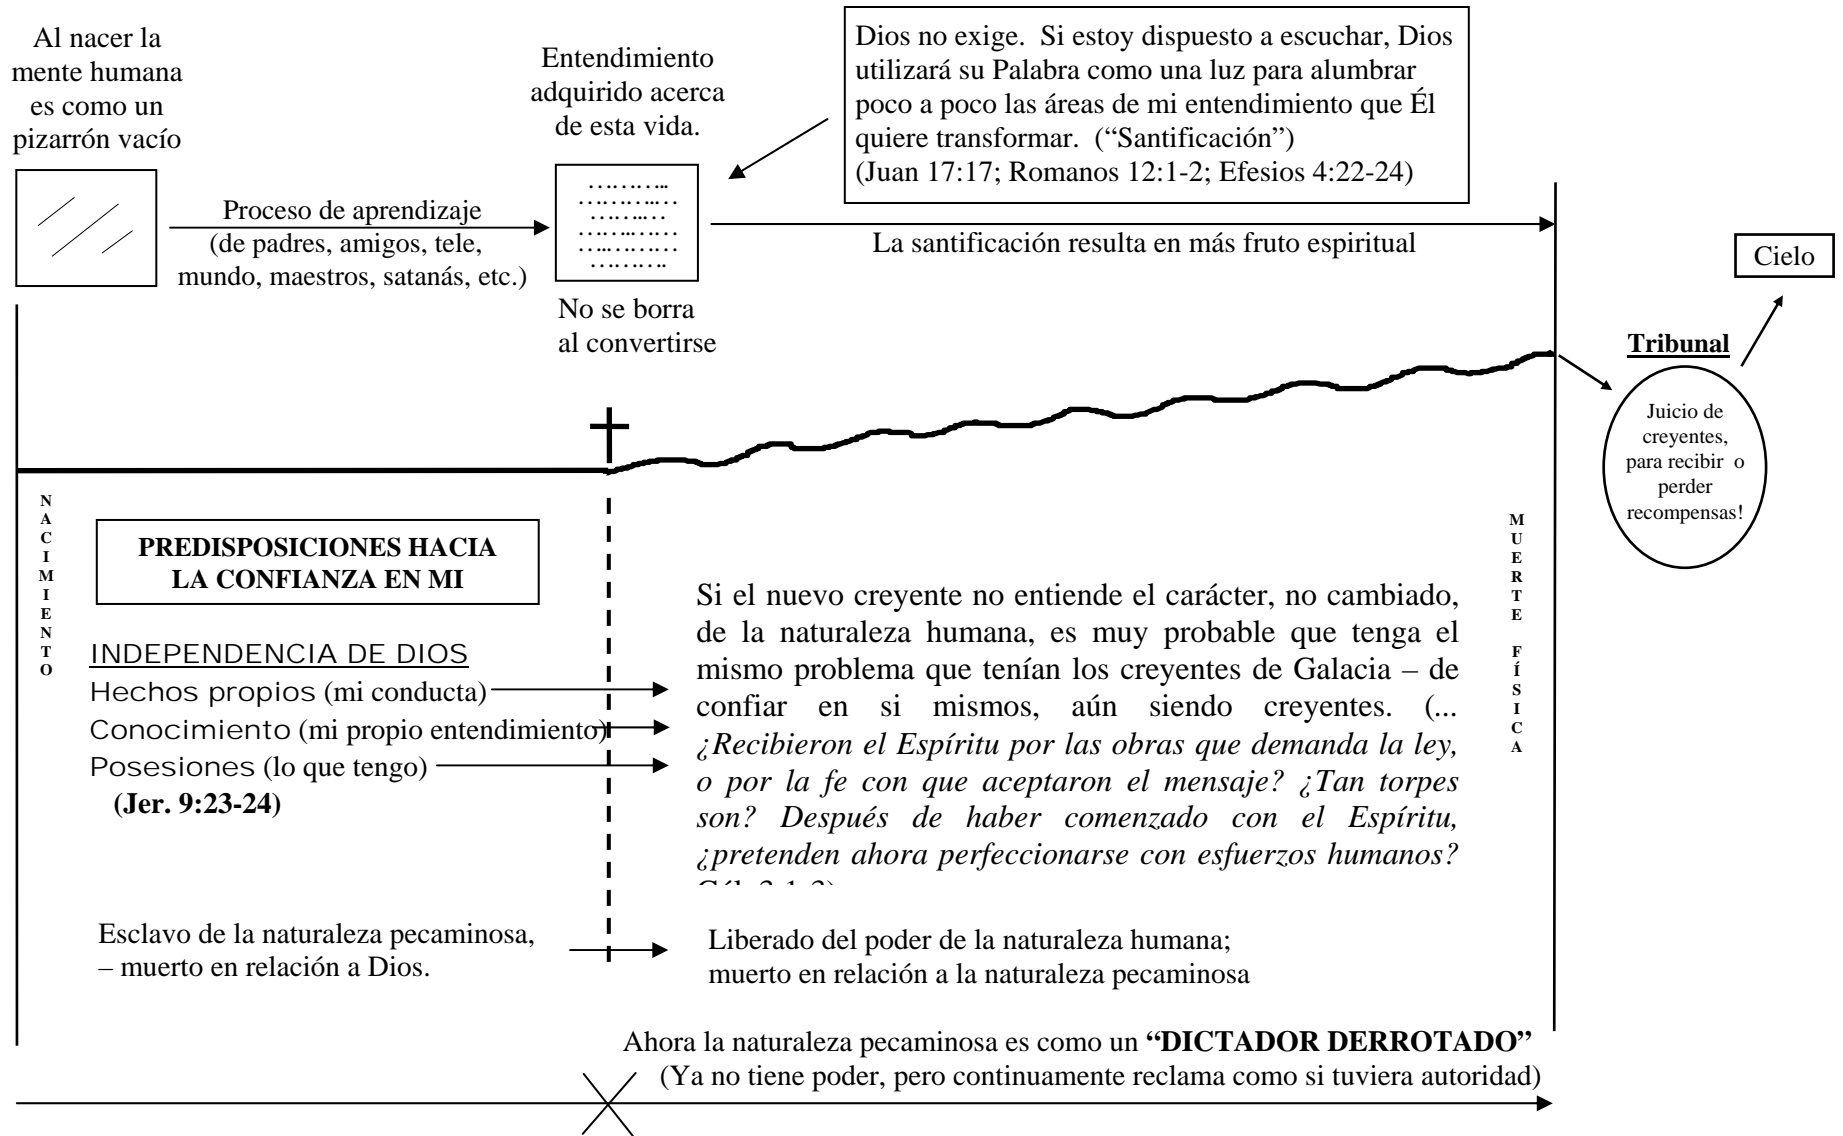 Al nacer la
mente humana
es como un
pizarrón vacío
Proceso de aprendizaje
(de padres, amigos, tele,
mundo, maestros, satanás, etc.)
Entendimiento
adquirido acerca
de esta vida.
No se borra
al convertirse
Dios no exige. Si estoy dispuesto a escuchar, Dios
utilizará su Palabra como una luz para alumbrar
poco a poco las áreas de mi entendimiento que Él
quiere transformar. (“Santificación”)
(Juan 17:17; Romanos 12:1-2; Efesios 4:22-24)
La santificación resulta en más fruto espiritual
Cielo
Tribunal
Juicio de
creyentes,
para recibir o
perder
recompensas!
NACIMIENTO
PREDISPOSICIONES HACIA
LA CONFIANZA EN MI
INDEPENDENCIA DE DIOS
Hechos propios (mi conducta)
Conocimiento (mi propio entendimiento)
Posesiones (lo que tengo)
(Jer. 9:23-24)
Si el nuevo creyente no entiende el carácter, no cambiado,
de la naturaleza humana, es muy probable que tenga el
mismo problema que tenían los creyentes de Galacia – de
confiar en si mismos, aún siendo creyentes. (...
¿Recibieron el Espíritu por las obras que demanda la ley,
o por la fe con que aceptaron el mensaje? ¿Tan torpes
son? Después de haber comenzado con el Espíritu,
¿pretenden ahora perfeccionarse con esfuerzos humanos?
MUERTE FÍSICA
Esclavo de la naturaleza pecaminosa,
– muerto en relación a Dios.
Liberado del poder de la naturaleza humana;
muerto en relación a la naturaleza pecaminosa
Ahora la naturaleza pecaminosa es como un “DICTADOR DERROTADO”
(Ya no tiene poder, pero continuamente reclama como si tuviera autoridad)